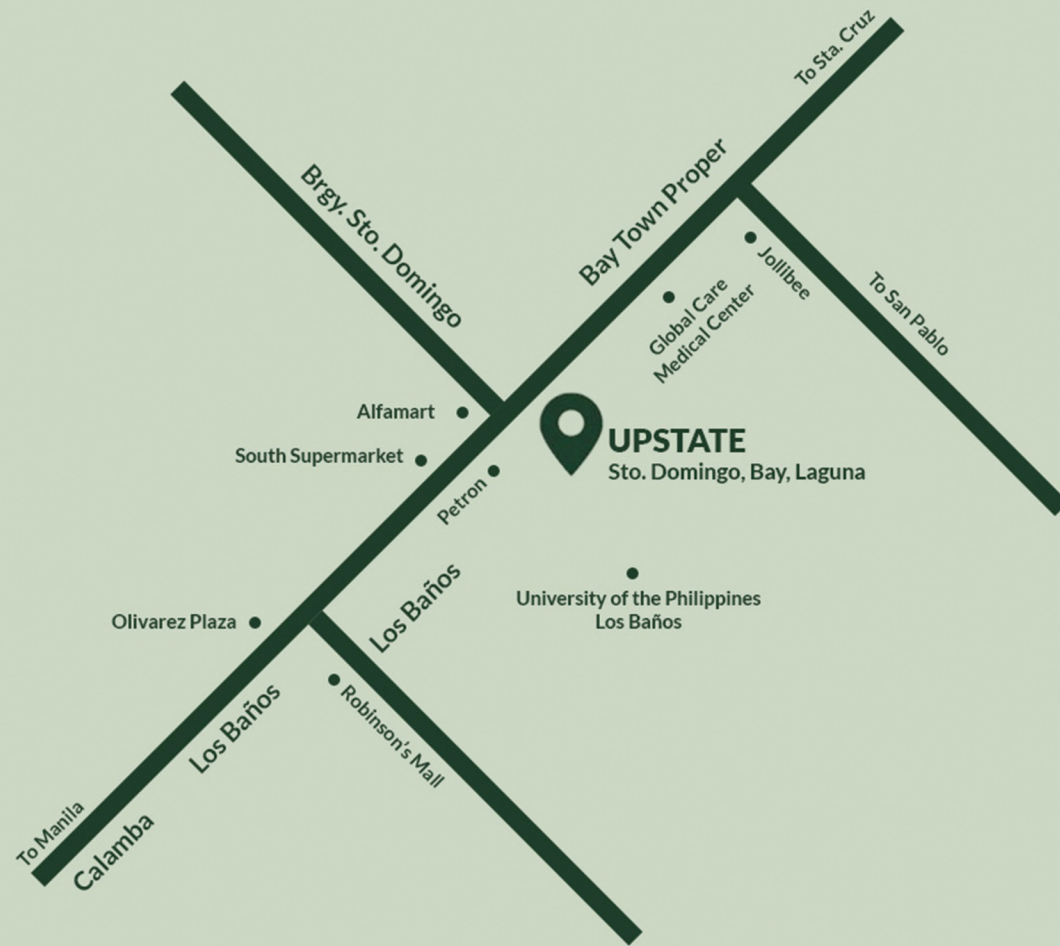 To Sta. Cruz
Bay Town Proper
Brgy. Sto. Domingo
Jollibee
To San Pablo
Global Care
Medical Center
Alfamart
UPSTATE
Sto. Domingo, Bay, Laguna
South Supermarket
Petron
Los Baños
University of the Philippines
Los Baños
Olivarez Plaza
Robinson's Mall
Los Baños
To Manila
Calamba